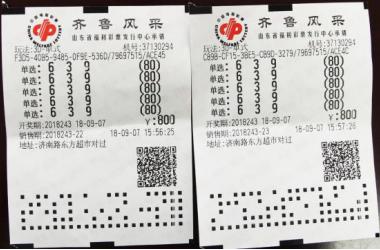 齐鲁风采
山东省福利彩票发行中心承销
玩法:3D-单式 机号:37130294
F3D5-40B5-9485-0F9E-536D/79697515/ACE45
单选: 6 3 9 (80)
单选: 6 3 9 (80)
单选: 6 3 9 (80)
单选: 6 3 9 (80)
单选: 6 3 9 (80)
开奖期:2018243 18-09-07 ¥:800
销售期:2018243-22 18-09-07 15:56:25
地址:济南路东方超市对过
齐鲁风采
山东省福利彩票发行中心承销
玩法:3D-单式 机号:37130294
C89B-CF15-3BE5-CB9D-3279/79697515/ACE4C
单选: 6 3 9 (80)
单选: 6 3 9 (80)
单选: 6 3 9 (80)
单选: 6 3 9 (80)
单选: 6 3 9 (80)
开奖期:2018243 18-09-07 ¥:800
销售期:2018243-23 18-09-07 15:57:26
地址:济南路东方超市对过